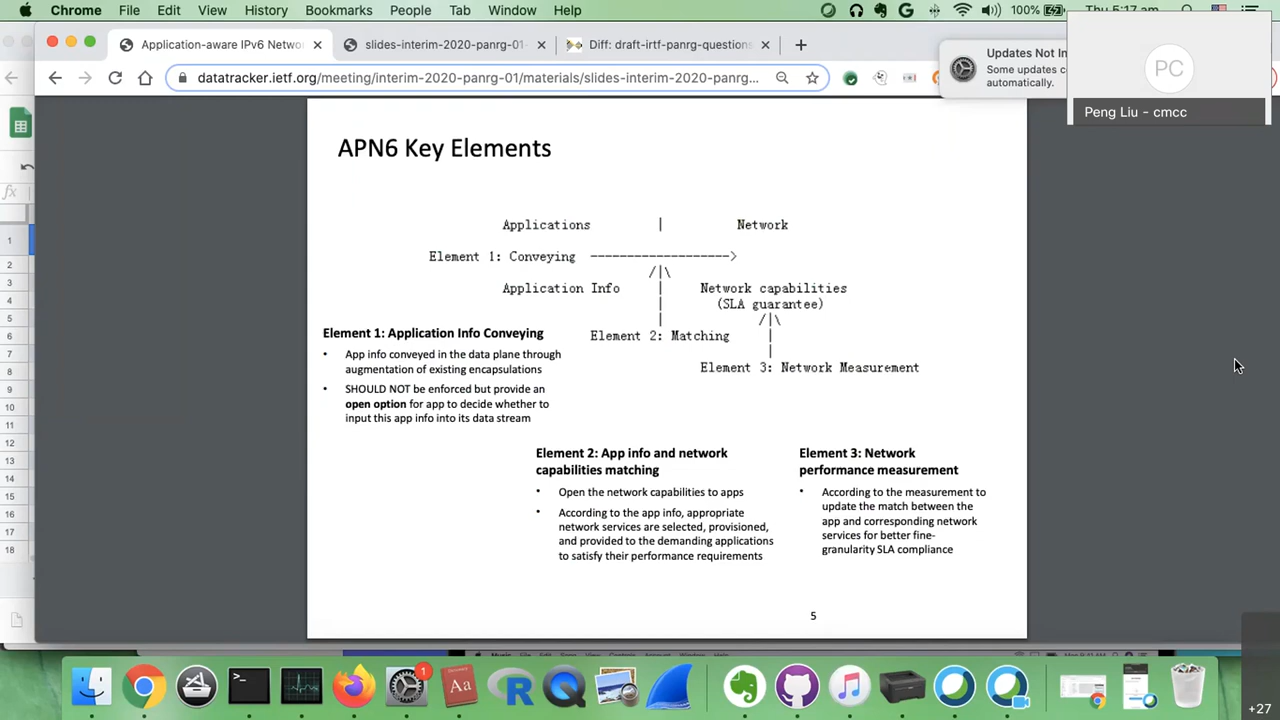 Chrome File Edit View History Bookmarks People Tab Window Help 100% Thu 5:17 am
Application-aware IPv6 Netwo
slides-interim-2020-panrg-01-
Diff: draft-irtf-panrg-questions
datatracker.ietf.org/meeting/interim-2020-panrg-01/materials/slides-interim-2020-panrg...
Updates Not In
Some updates c
automatically.
PC
Peng Liu - cmcc
fx
1
2
3
4
5
6
7
8
9
10
11
12
13
14
15
16
17
18
APN6 Key Elements
Applications | Network
Element 1: Conveying ------------------->
/|\
Application Info | Network capabilities
| (SLA guarantee)
| /|\
Element 2: Matching |
|
Element 3: Network Measurement
Element 1: Application Info Conveying
• App info conveyed in the data plane through
augmentation of existing encapsulations
• SHOULD NOT be enforced but provide an
open option for app to decide whether to
input this app info into its data stream
Element 2: App info and network
capabilities matching
• Open the network capabilities to apps
• According to the app info, appropriate
network services are selected, provisioned,
and provided to the demanding applications
to satisfy their performance requirements
Element 3: Network
performance measurement
• According to the measurement to
update the match between the
app and corresponding network
services for better fine-
granularity SLA compliance
5
1
Aa
R
+27